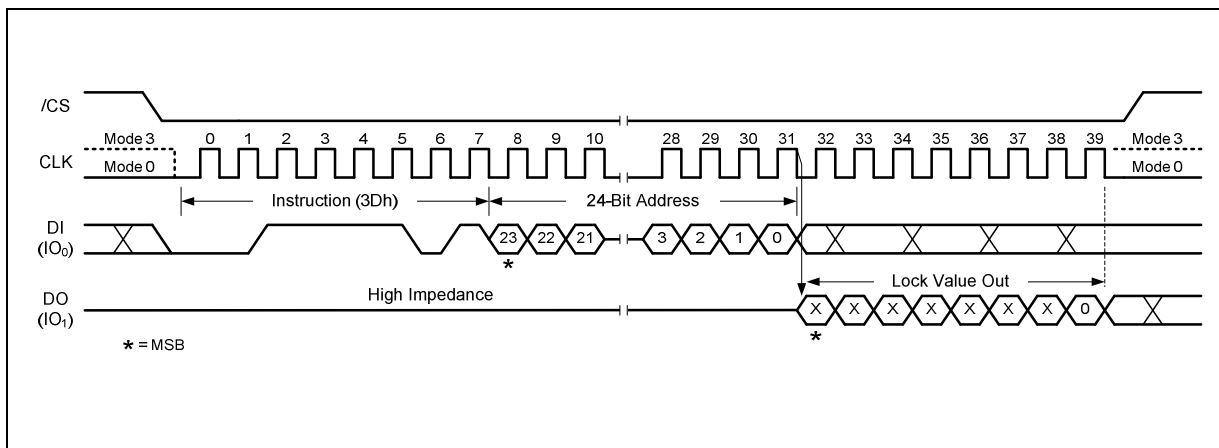 /CS
Mode 3 0 1 2 3 4 5 6 7 8 9 10 28 29 30 31 32 33 34 35 36 37 38 39 Mode 3
CLK Mode 0 Mode 0
Instruction (3Dh) 24-Bit Address
DI
(IO₀) 23 22 21 3 2 1 0
*
Lock Value Out
High Impedance
DO
(IO₁) X X X X X X X 0
*
* = MSB